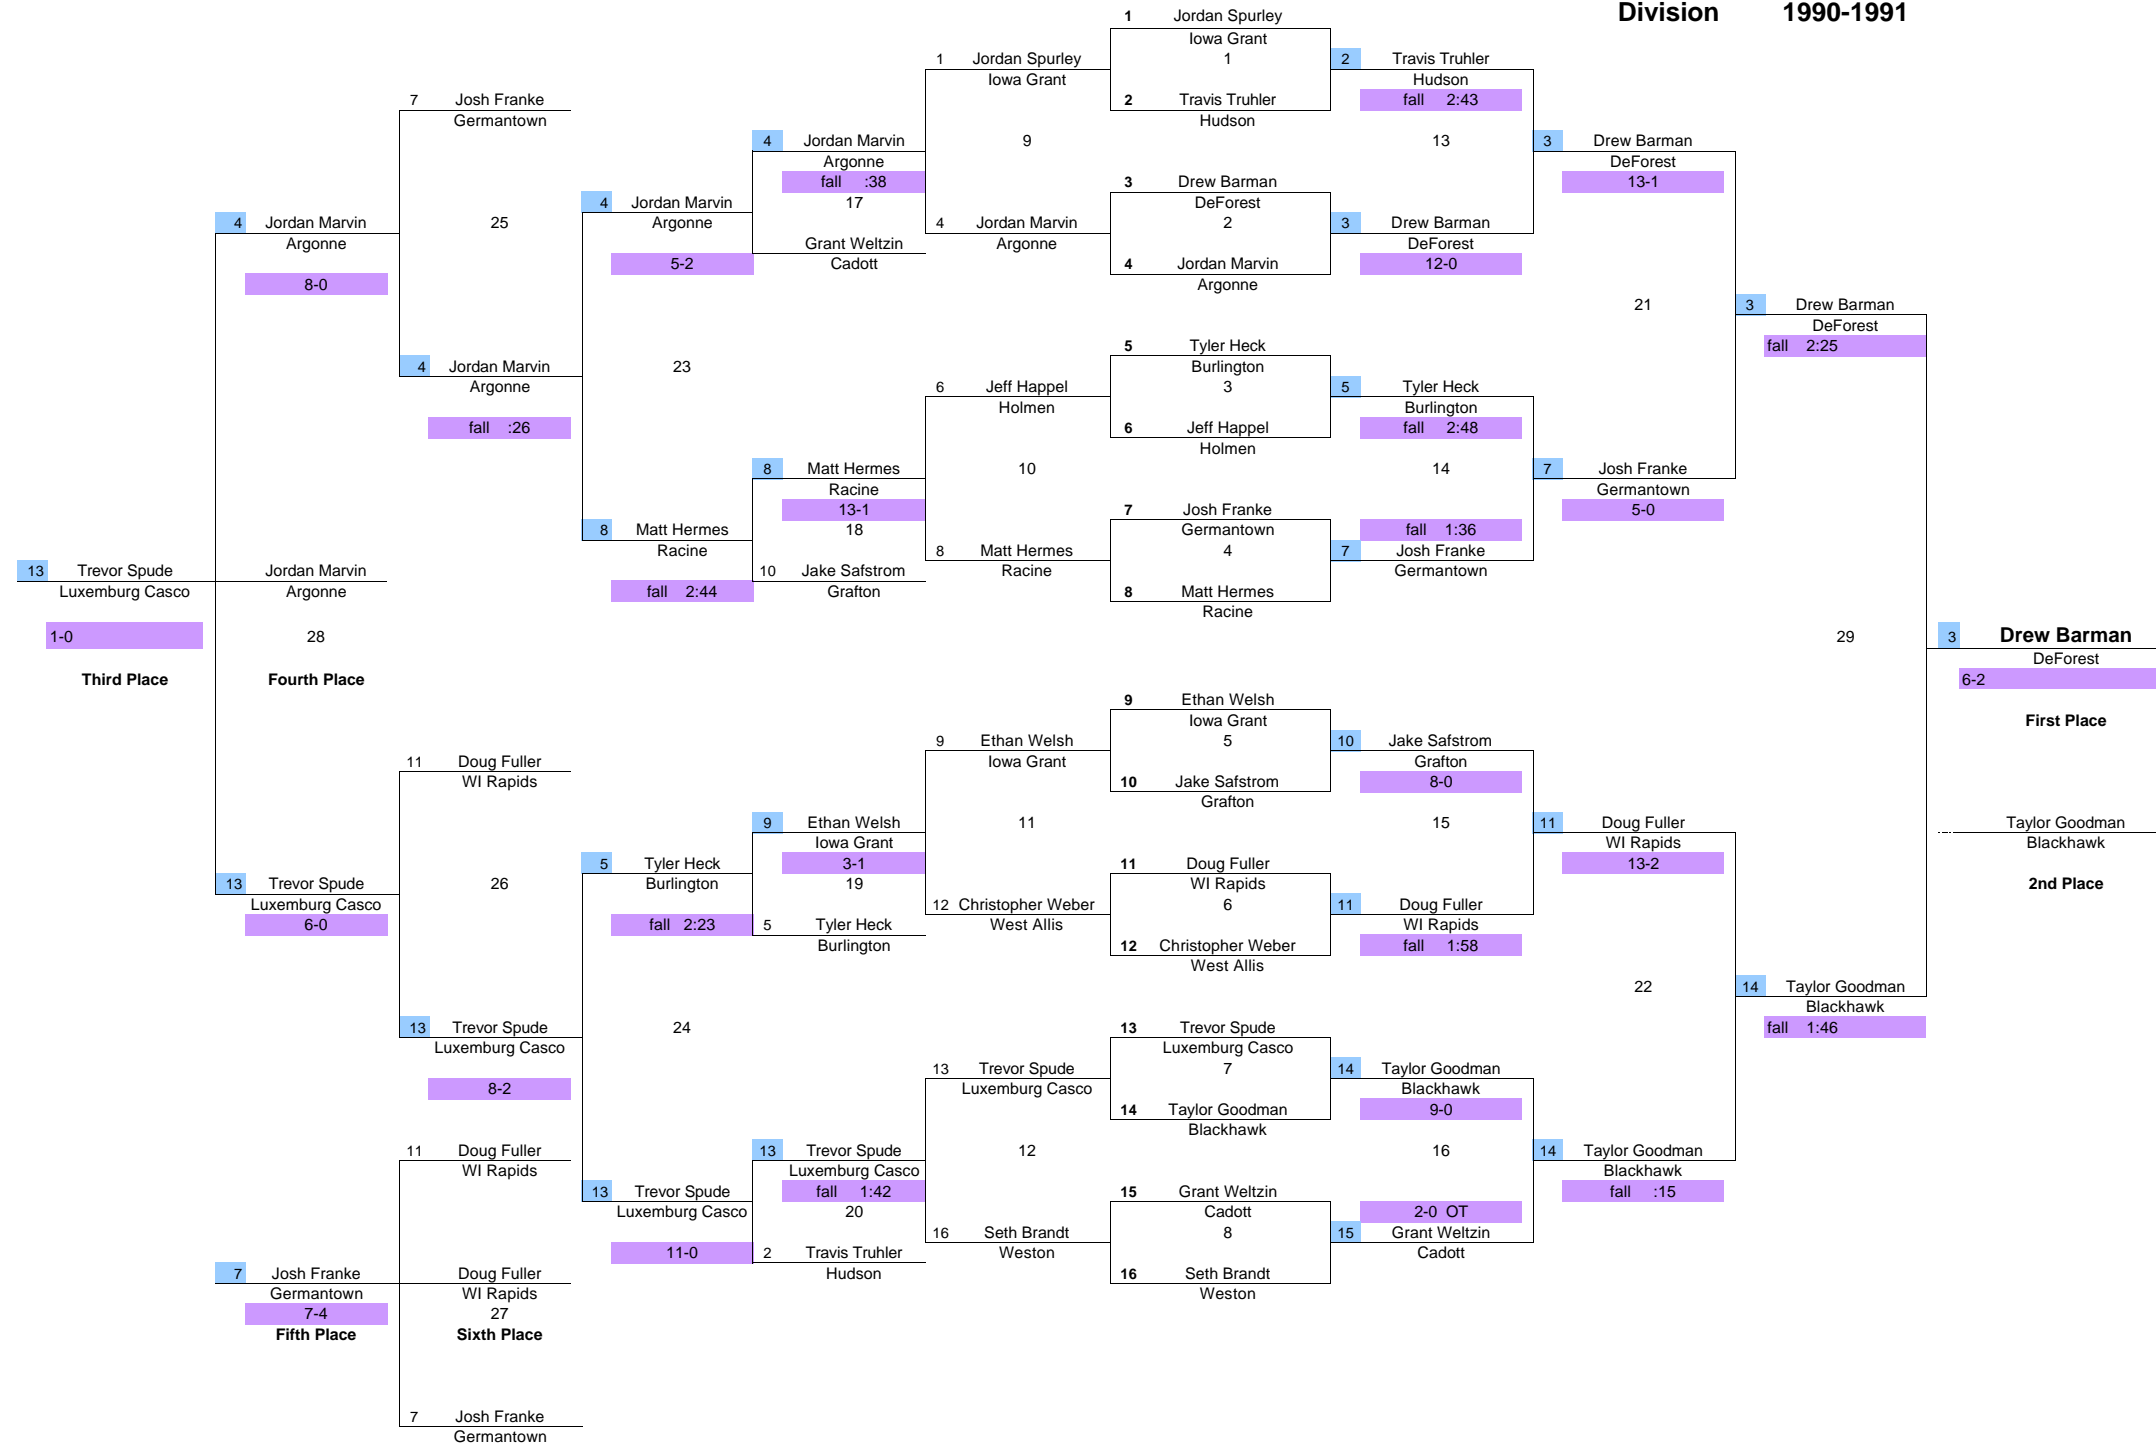 Division 1990-1991
1 Jordan Spurley
Iowa Grant
1
2 Travis Truhler
Hudson
3 Drew Barman
DeForest
2
4 Jordan Marvin
Argonne
5 Tyler Heck
Burlington
3
6 Jeff Happel
Holmen
7 Josh Franke
Germantown
4
8 Matt Hermes
Racine
9 Ethan Welsh
Iowa Grant
5
10 Jake Safstrom
Grafton
11 Doug Fuller
WI Rapids
6
12 Christopher Weber
West Allis
13 Trevor Spude
Luxemburg Casco
7
14 Taylor Goodman
Blackhawk
15 Grant Weltzin
Cadott
8
16 Seth Brandt
Weston
2 Travis Truhler
Hudson
fall 2:43
13
3 Drew Barman
DeForest
12-0
5 Tyler Heck
Burlington
fall 2:48
14
fall 1:36
7 Josh Franke
Germantown
10 Jake Safstrom
Grafton
8-0
15
11 Doug Fuller
WI Rapids
fall 1:58
14 Taylor Goodman
Blackhawk
9-0
16
2-0 OT
15 Grant Weltzin
Cadott
3 Drew Barman
DeForest
13-1
21
7 Josh Franke
Germantown
5-0
11 Doug Fuller
WI Rapids
13-2
22
14 Taylor Goodman
Blackhawk
fall :15
3 Drew Barman
DeForest
fall 2:25
29
14 Taylor Goodman
Blackhawk
fall 1:46
3 Drew Barman
DeForest
6-2
First Place
Taylor Goodman
Blackhawk
2nd Place
1 Jordan Spurley
Iowa Grant
9
4 Jordan Marvin
Argonne
6 Jeff Happel
Holmen
10
8 Matt Hermes
Racine
9 Ethan Welsh
Iowa Grant
11
12 Christopher Weber
West Allis
13 Trevor Spude
Luxemburg Casco
12
16 Seth Brandt
Weston
4 Jordan Marvin
Argonne
fall :38
17
Grant Weltzin
Cadott
8 Matt Hermes
Racine
13-1
18
10 Jake Safstrom
Grafton
9 Ethan Welsh
Iowa Grant
3-1
19
5 Tyler Heck
Burlington
13 Trevor Spude
Luxemburg Casco
fall 1:42
20
2 Travis Truhler
Hudson
4 Jordan Marvin
Argonne
5-2
23
8 Matt Hermes
Racine
fall 2:44
5 Tyler Heck
Burlington
fall 2:23
24
13 Trevor Spude
Luxemburg Casco
11-0
7 Josh Franke
Germantown
25
4 Jordan Marvin
Argonne
fall :26
11 Doug Fuller
WI Rapids
26
13 Trevor Spude
Luxemburg Casco
8-2
4 Jordan Marvin
Argonne
8-0
Jordan Marvin
Argonne
28
Fourth Place
13 Trevor Spude
Luxemburg Casco
6-0
13 Trevor Spude
Luxemburg Casco
1-0
Third Place
11 Doug Fuller
WI Rapids
Doug Fuller
WI Rapids
27
Sixth Place
7 Josh Franke
Germantown
7 Josh Franke
Germantown
7-4
Fifth Place